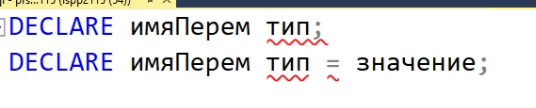 DECLARE имяПерем тип;
DECLARE имяПерем тип = значение;